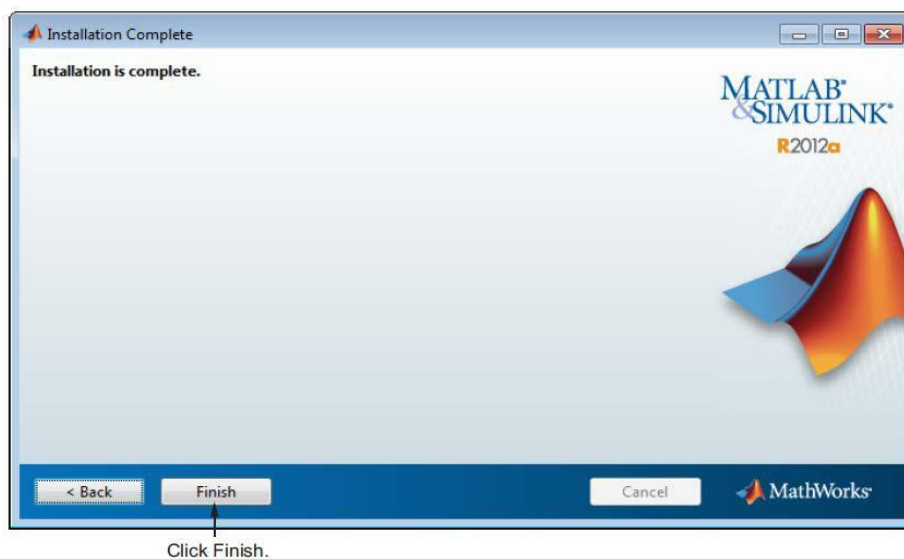 Installation Complete
Installation is complete.
MATLAB®
&SIMULINK®
R2012a
< Back
Finish
Cancel
MathWorks®
Click Finish.